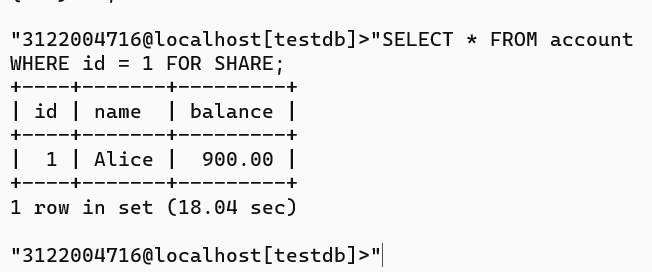 "3122004716@localhost[testdb]>"SELECT * FROM account
WHERE id = 1 FOR SHARE;
+----+-------+---------+
| id | name  | balance |
+----+-------+---------+
|  1 | Alice |  900.00 |
+----+-------+---------+
1 row in set (18.04 sec)

"3122004716@localhost[testdb]>"